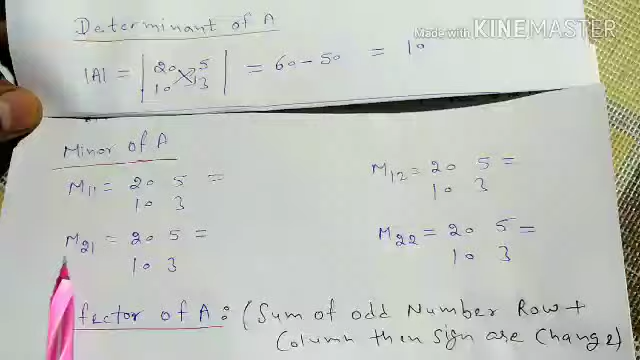 Made with KINEMASTER
Determinant of A
|A| = | 20 5 | = 60 - 50 = 10
10 3
Minor of A
M11 = 20 5 =
10 3
M12 = 20 5 =
10 3
M21 = 20 5 =
10 3
M22 = 20 5 =
10 3
factor of A : (Sum of odd Number Row +
Column then sign are Change)